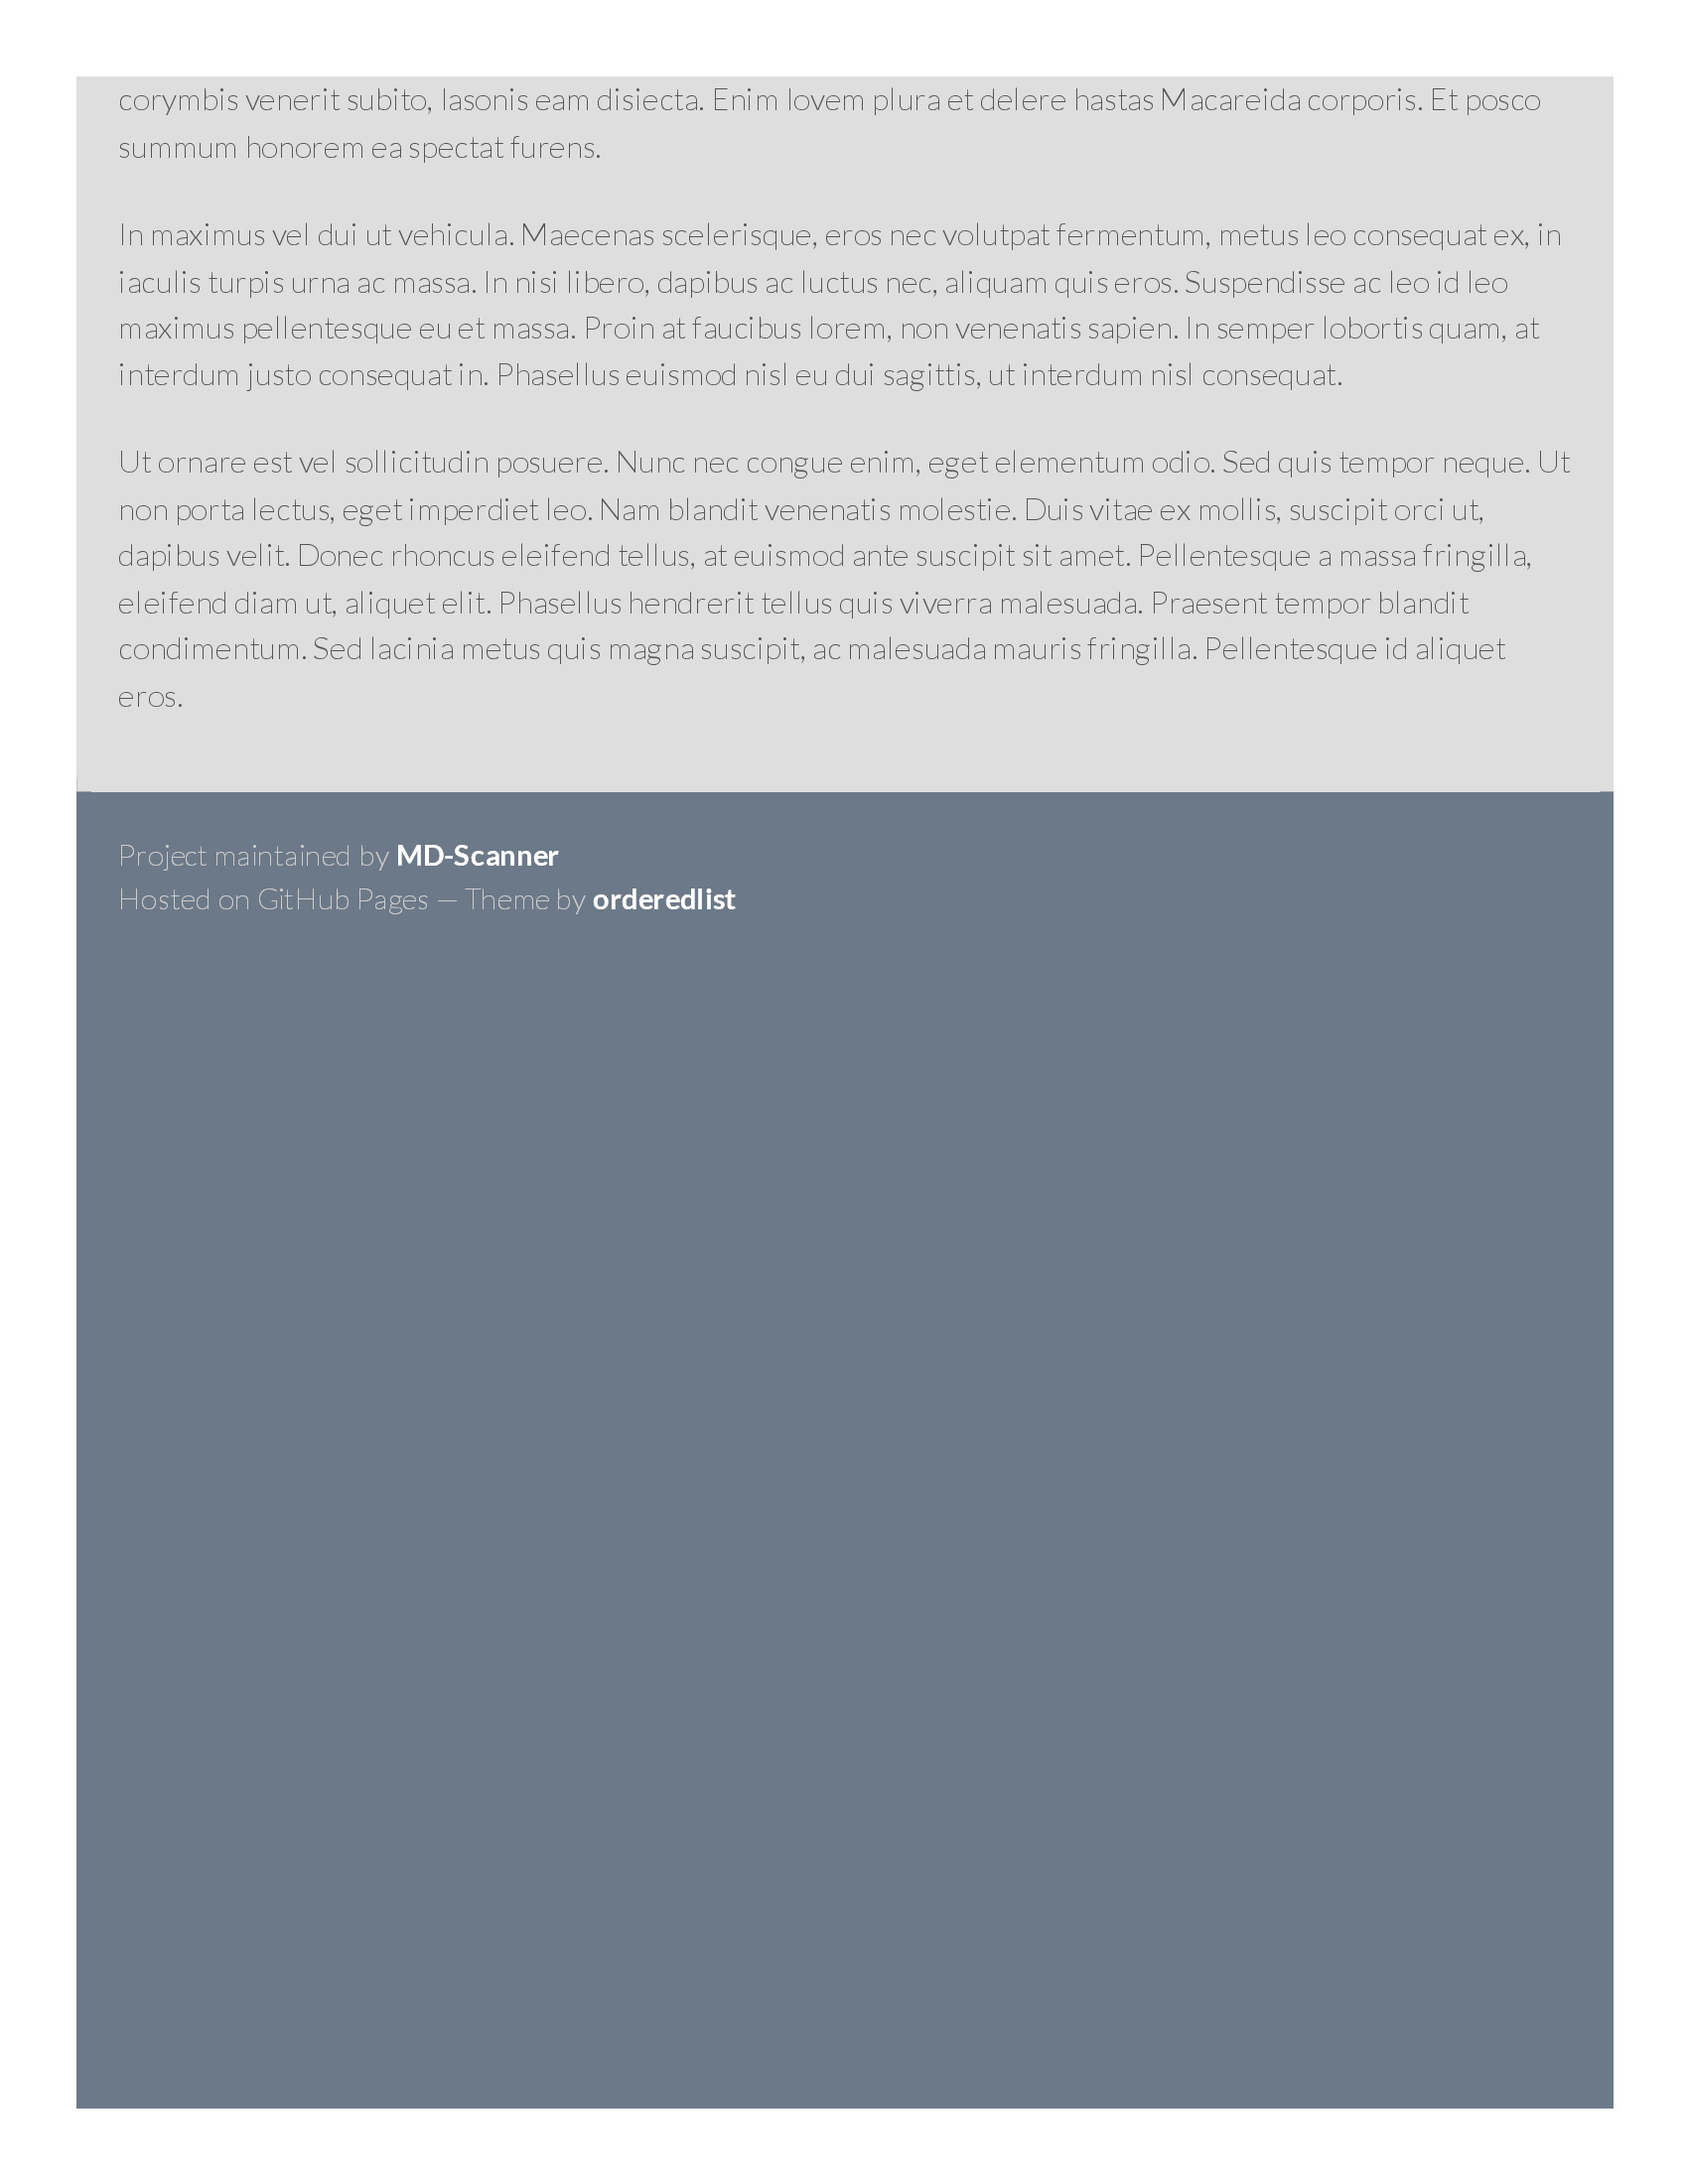 corymbis venerit subito, Iasonis eam disiecta. Enim Iovem plura et delere hastas Macareida corporis. Et posco
summum honorem ea spectat furens.
In maximus vel dui ut vehicula. Maecenas scelerisque, eros nec volutpat fermentum, metus leo consequat ex, in
iaculis turpis urna ac massa. In nisi libero, dapibus ac luctus nec, aliquam quis eros. Suspendisse ac leo id leo
maximus pellentesque eu et massa. Proin at faucibus lorem, non venenatis sapien. In semper lobortis quam, at
interdum justo consequat in. Phasellus euismod nisl eu dui sagittis, ut interdum nisl consequat.
Ut ornare est vel sollicitudin posuere. Nunc nec congue enim, eget elementum odio. Sed quis tempor neque. Ut
non porta lectus, eget imperdiet leo. Nam blandit venenatis molestie. Duis vitae ex mollis, suscipit orci ut,
dapibus velit. Donec rhoncus eleifend tellus, at euismod ante suscipit sit amet. Pellentesque a massa fringilla,
eleifend diam ut, aliquet elit. Phasellus hendrerit tellus quis viverra malesuada. Praesent tempor blandit
condimentum. Sed lacinia metus quis magna suscipit, ac malesuada mauris fringilla. Pellentesque id aliquet
eros.
Project maintained by MD-Scanner
Hosted on GitHub Pages — Theme by orderedlist